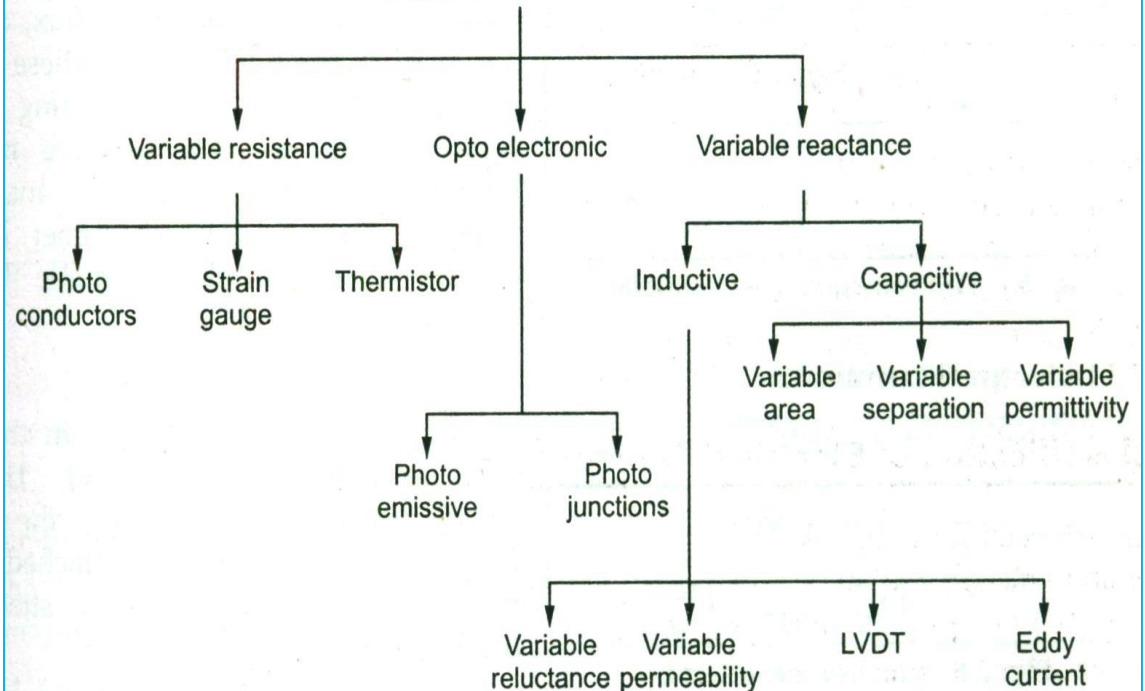 Variable resistance
Opto electronic
Variable reactance
Photo
conductors
Strain
gauge
Thermistor
Inductive
Capacitive
Variable
area
Variable
separation
Variable
permittivity
Photo
emissive
Photo
junctions
Variable
reluctance
Variable
permeability
LVDT
Eddy
current